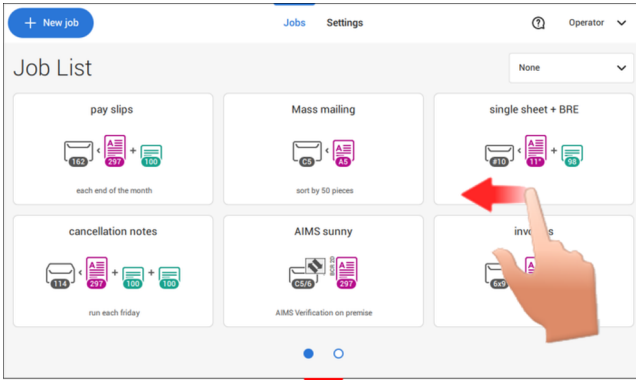 + New job
Jobs
Settings
Operator
Job List
None
pay slips
162
297
+
100
each end of the month
Mass mailing
C5
A5
sort by 50 pieces
single sheet + BRE
#10
11"
+
98
cancellation notes
114
297
+
100
+
100
run each friday
AIMS sunny
C5/6
BCR 2D
297
AIMS Verification on premise
6x9